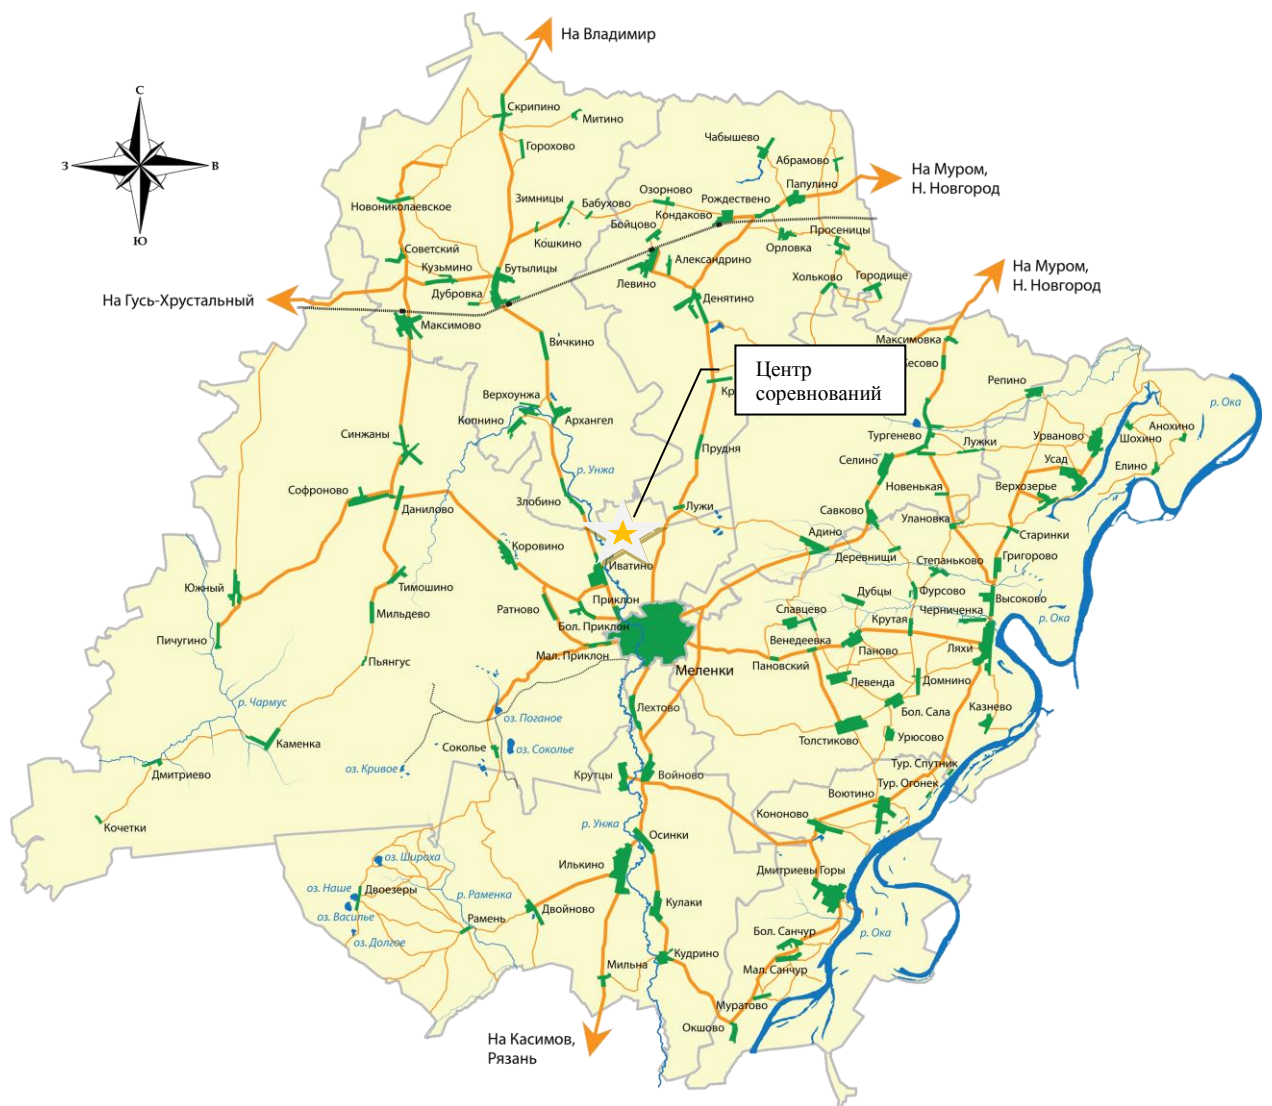 На Владимир
С
З
В
Ю
Скрипино
Митино
Горохово
Чабышево
Абрамово
На Муром,
Н. Новгород
Папулино
Озорново
Рождествено
Зимницы
Бабухово
Кондаково
Новониколаевское
Бойцово
Просеницы
Кошкино
Орловка
Советский
Александрино
Кузьмино
Бутылицы
Левино
Хольково
Городище
На Муром,
Н. Новгород
На Гусь-Хрустальный
Дубровка
Денятино
Максимово
Вичкино
Максимовка
Центр
соревнований
Репино
Верхоунжа
Копнино
Архангел
р. Ока
Синжаны
Прудня
Тургенево
Лужки
Урваново
Анохино
Шохино
Селино
Усад
Елино
р. Унжа
Софроново
Новенькая
Верхозерье
Данилово
Злобино
Лужи
Савково
Улановка
Адино
Старинки
Коровино
Деревнищи
Степаньково
Григорово
Иватино
Южный
Тимошино
Дубцы
Фурсово
Высоково
Ратново
Приклон
Славцево
Черниченка
Мильдево
Бол. Приклон
Крутая
р. Ока
Пичугино
Венедеевка
Паново
Ляхи
Пьянгус
Мал. Приклон
Меленки
Пановский
Левенда
Домнино
р. Чармус
Лехтово
Бол. Сала
Казнево
оз. Поганое
Каменка
Соколье
оз. Соколье
Толстиково
Урюсово
оз. Кривое
Дмитриево
Крутцы
Войново
Тур. Спутник
Тур. Огонек
Воютино
Кононово
Кочетки
р. Унжа
Осинки
оз. Широха
Илькино
Дмитриевы Горы
оз. Наше
Двоезеры
р. Раменка
оз. Василье
Рамень
Двойново
Кулаки
оз. Долгое
Бол. Санчур
р. Ока
Кудрино
Мильна
Мал. Санчур
Муратово
Окшово
На Касимов,
Рязань